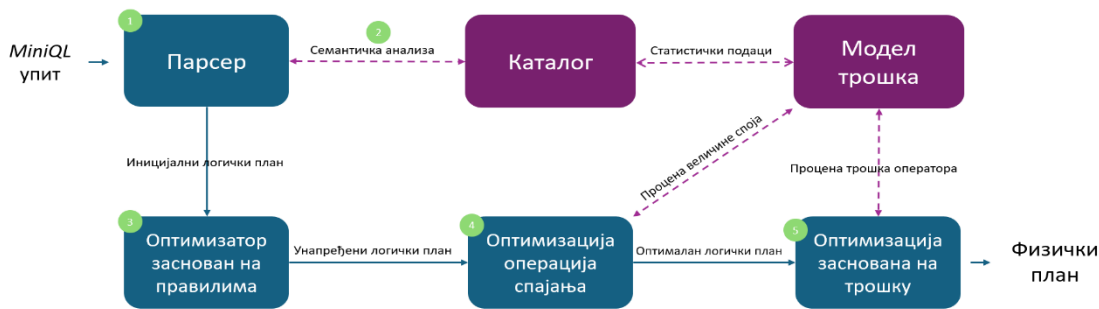 1
2
MiniQL
упит
Парсер
Семантичка анализа
Каталог
Статистички подаци
Модел
трошка
Иницијални логички план
Процена величине споја
Процена трошка оператора
3
Оптимизатор
заснован на
правилима
Унапређени логички план
4
Оптимизација
операција
спајања
Оптималан логички план
5
Оптимизација
заснована на
трошку
Физички
план